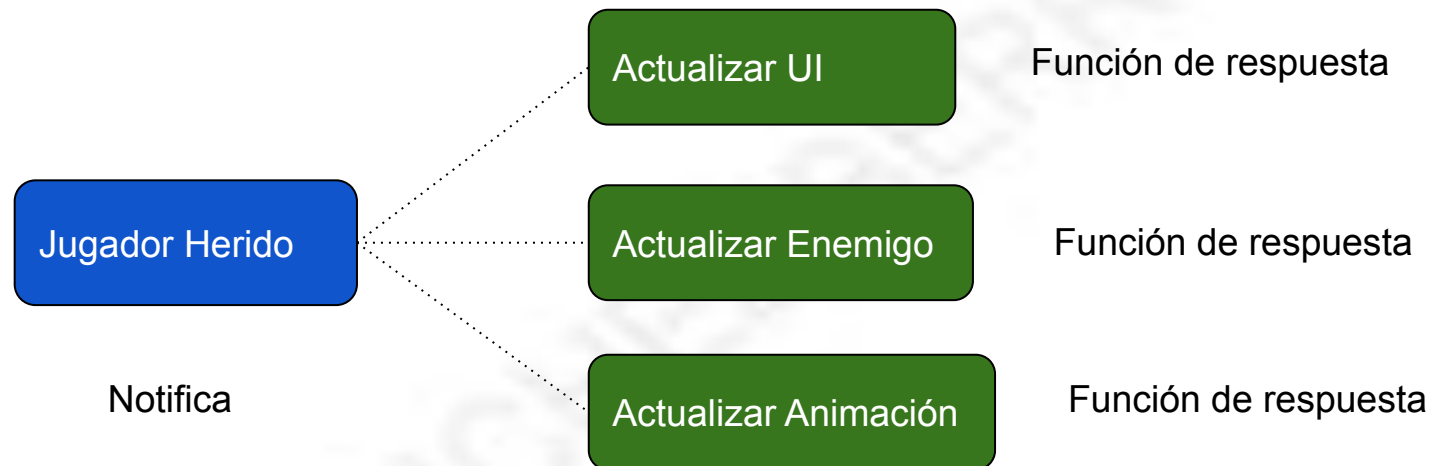 Actualizar UI
Función de respuesta
Jugador Herido
Actualizar Enemigo
Función de respuesta
Notifica
Actualizar Animación
Función de respuesta